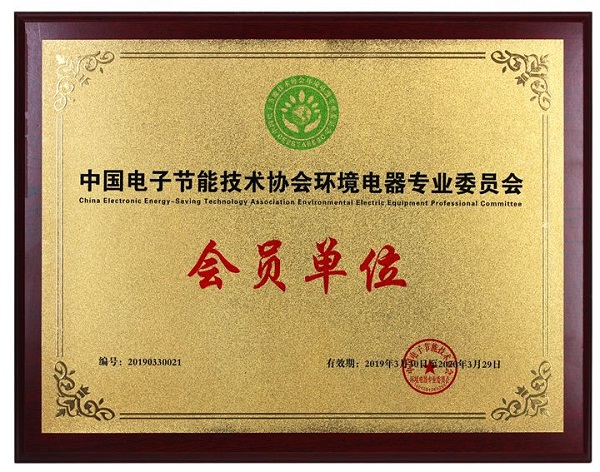 中国电子节能技术协会环境电器专业委员会
China Electronic Energy-Saving Technology Association Environmental Electric Equipment Professional Committee
会员单位
编号：20190330021
有效期：2019年3月30日至2020年3月29日